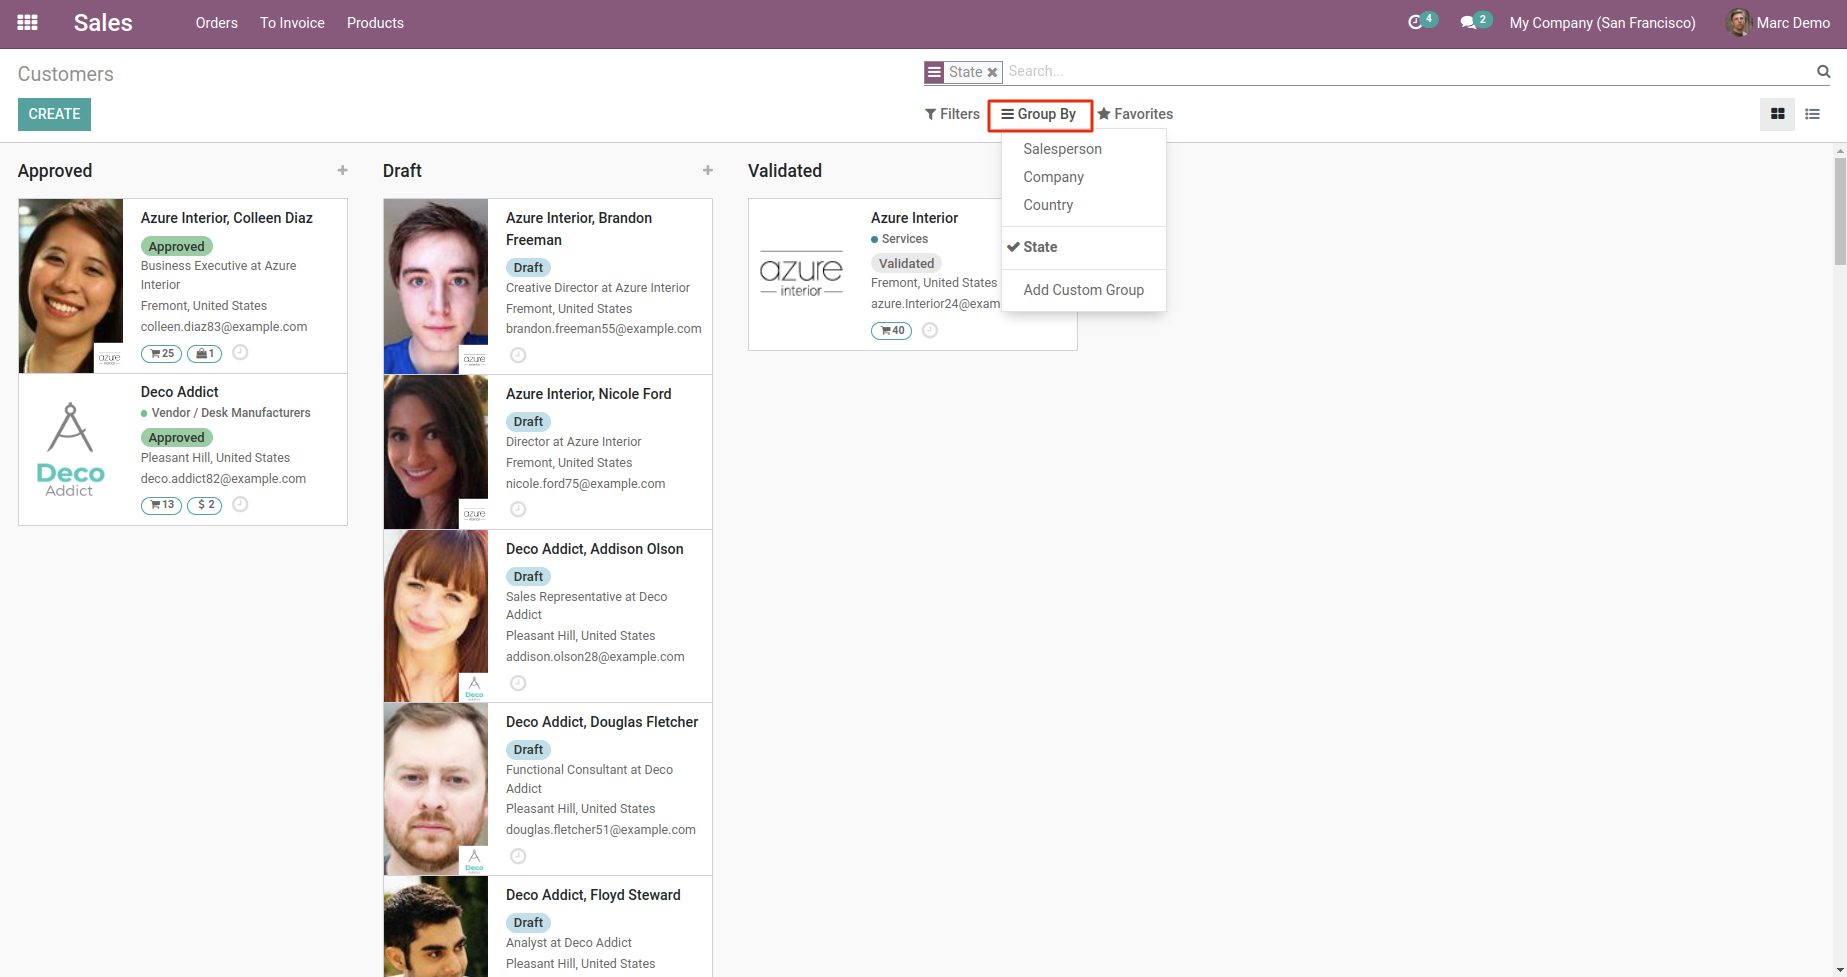 Sales
Orders
To Invoice
Products
4
2
My Company (San Francisco)
Marc Demo
Customers
State
Search...
CREATE
Filters
Group By
Favorites
Salesperson
Company
Country
State
Add Custom Group
Approved
Azure Interior, Colleen Diaz
Approved
Business Executive at Azure
Interior
Fremont, United States
colleen.diaz83@example.com
25
1
azure
Deco Addict
Vendor / Desk Manufacturers
Approved
Pleasant Hill, United States
deco.addict82@example.com
13
$ 2
Deco
Addict
Draft
Azure Interior, Brandon
Freeman
Draft
Creative Director at Azure Interior
Fremont, United States
brandon.freeman55@example.com
azure
Azure Interior, Nicole Ford
Draft
Director at Azure Interior
Fremont, United States
nicole.ford75@example.com
azure
Deco Addict, Addison Olson
Draft
Sales Representative at Deco
Addict
Pleasant Hill, United States
addison.olson28@example.com
Deco
Deco Addict, Douglas Fletcher
Draft
Functional Consultant at Deco
Addict
Pleasant Hill, United States
douglas.fletcher51@example.com
Deco
Deco Addict, Floyd Steward
Draft
Analyst at Deco Addict
Pleasant Hill, United States
Validated
azure
interior
Azure Interior
Services
Validated
Fremont, United States
azure.Interior24@exam
40